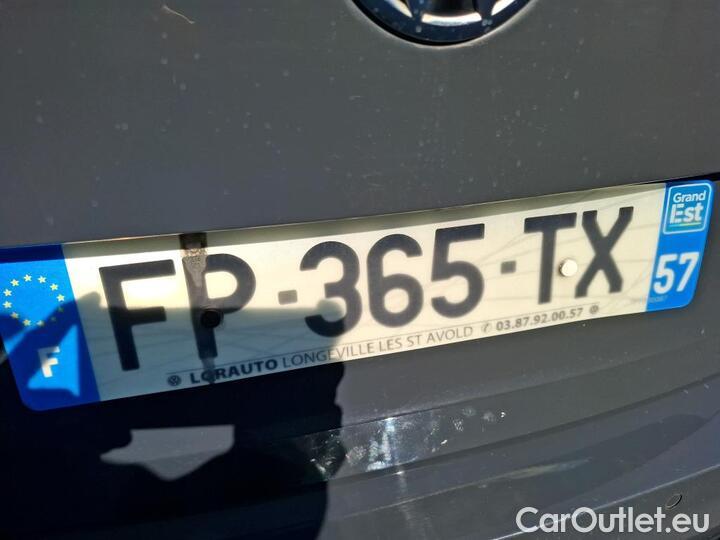 Grand
Est
FP-365-TX
57
F
LORAUTO LONGEVILLE LES ST AVOLD ✆ 03.87.92.00.57
CarOutlet.eu